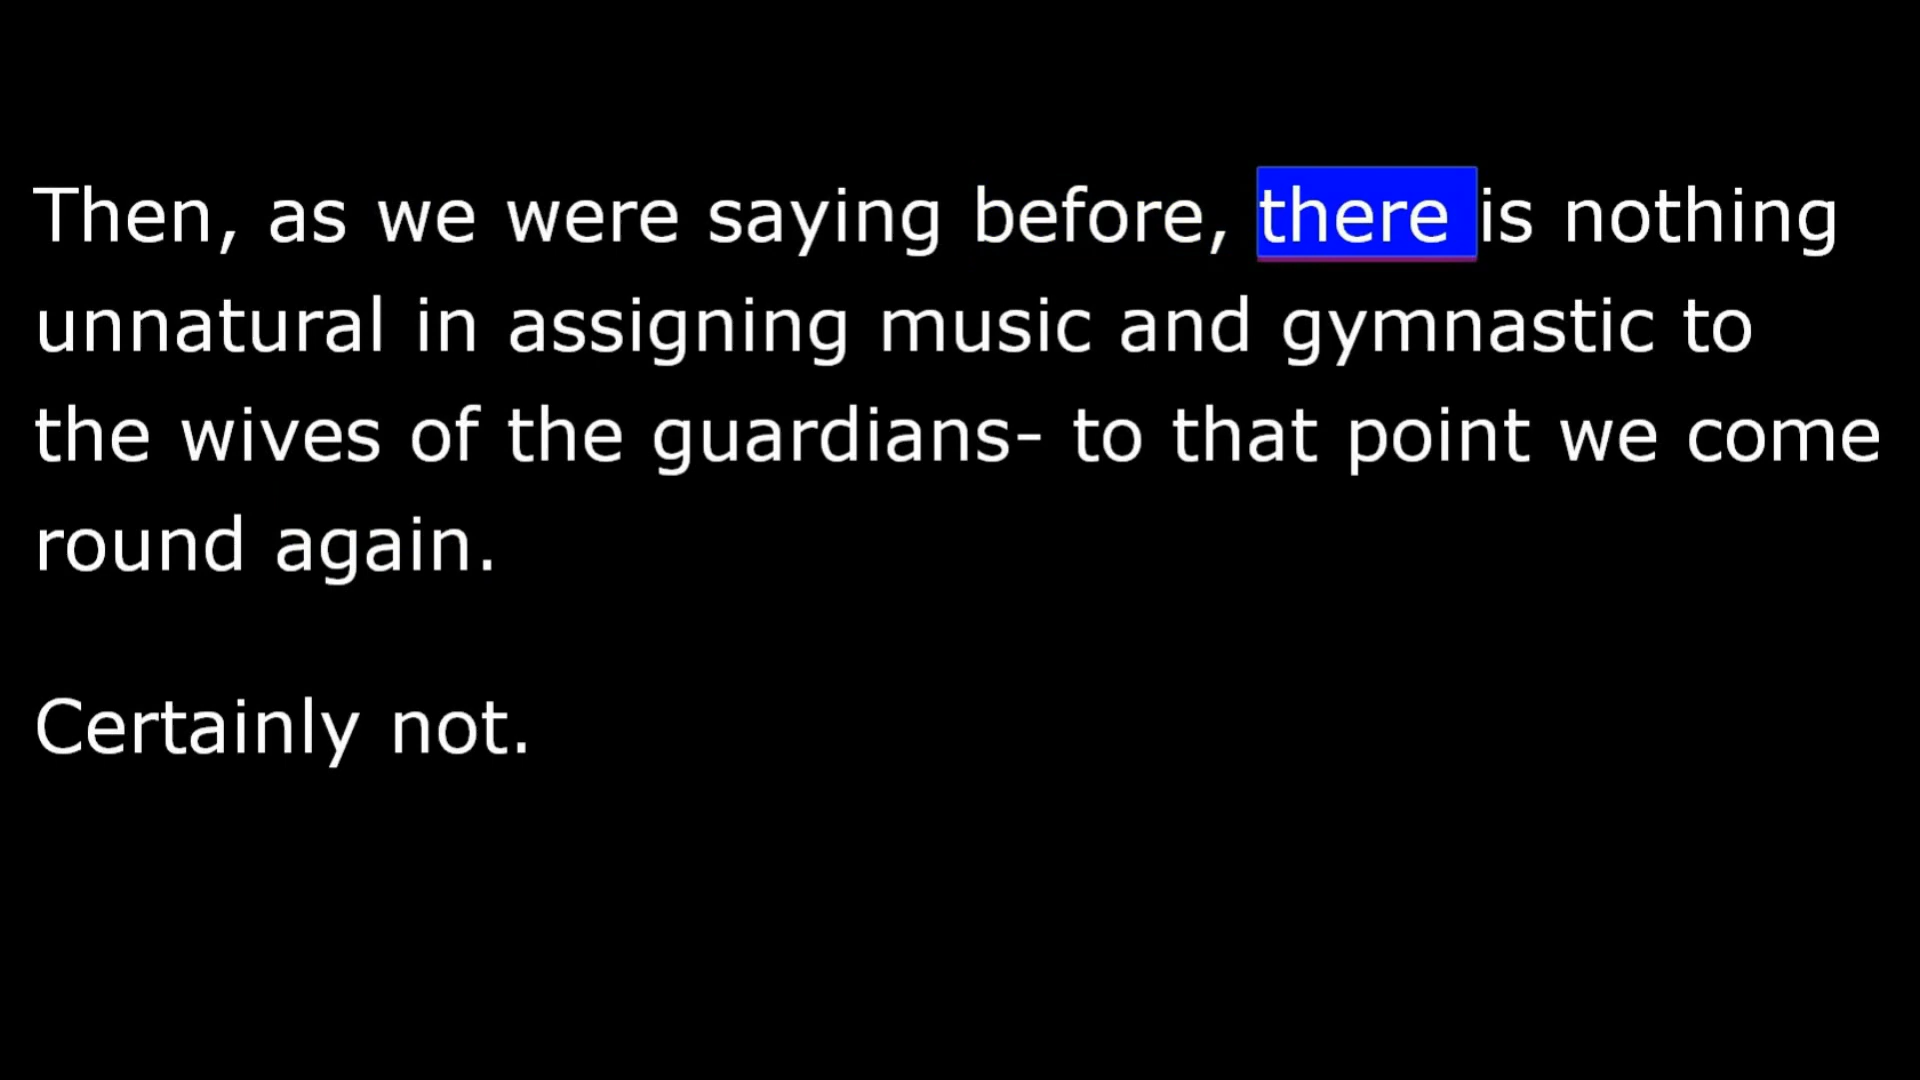 Then, as we were saying before, there is nothing
unnatural in assigning music and gymnastic to
the wives of the guardians- to that point we come
round again.
Certainly not.